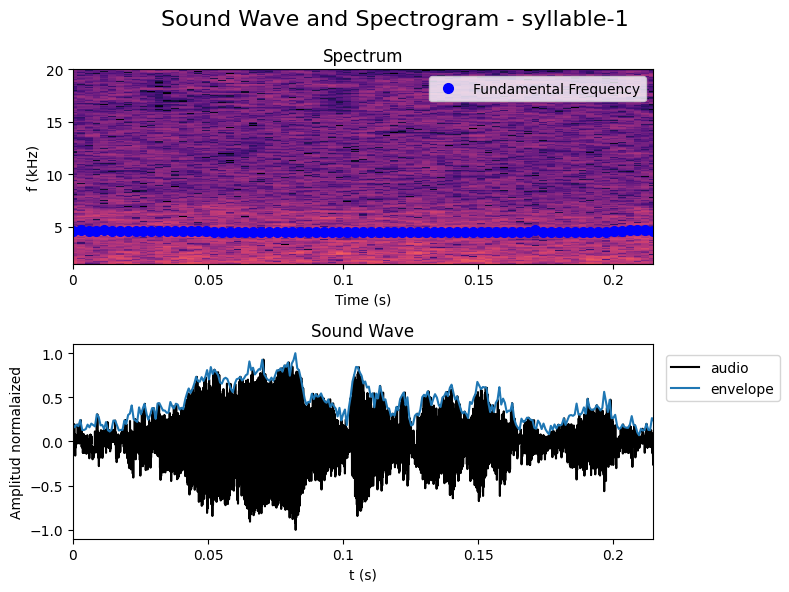 Sound Wave and Spectrogram - syllable-1
Spectrum
20
15
10
5
f (kHz)
Fundamental Frequency
0 0.05 0.1 0.15 0.2
Time (s)
Sound Wave
1.0
0.5
0.0
−0.5
−1.0
Amplitud normalaized
audio
envelope
0 0.05 0.1 0.15 0.2
t (s)